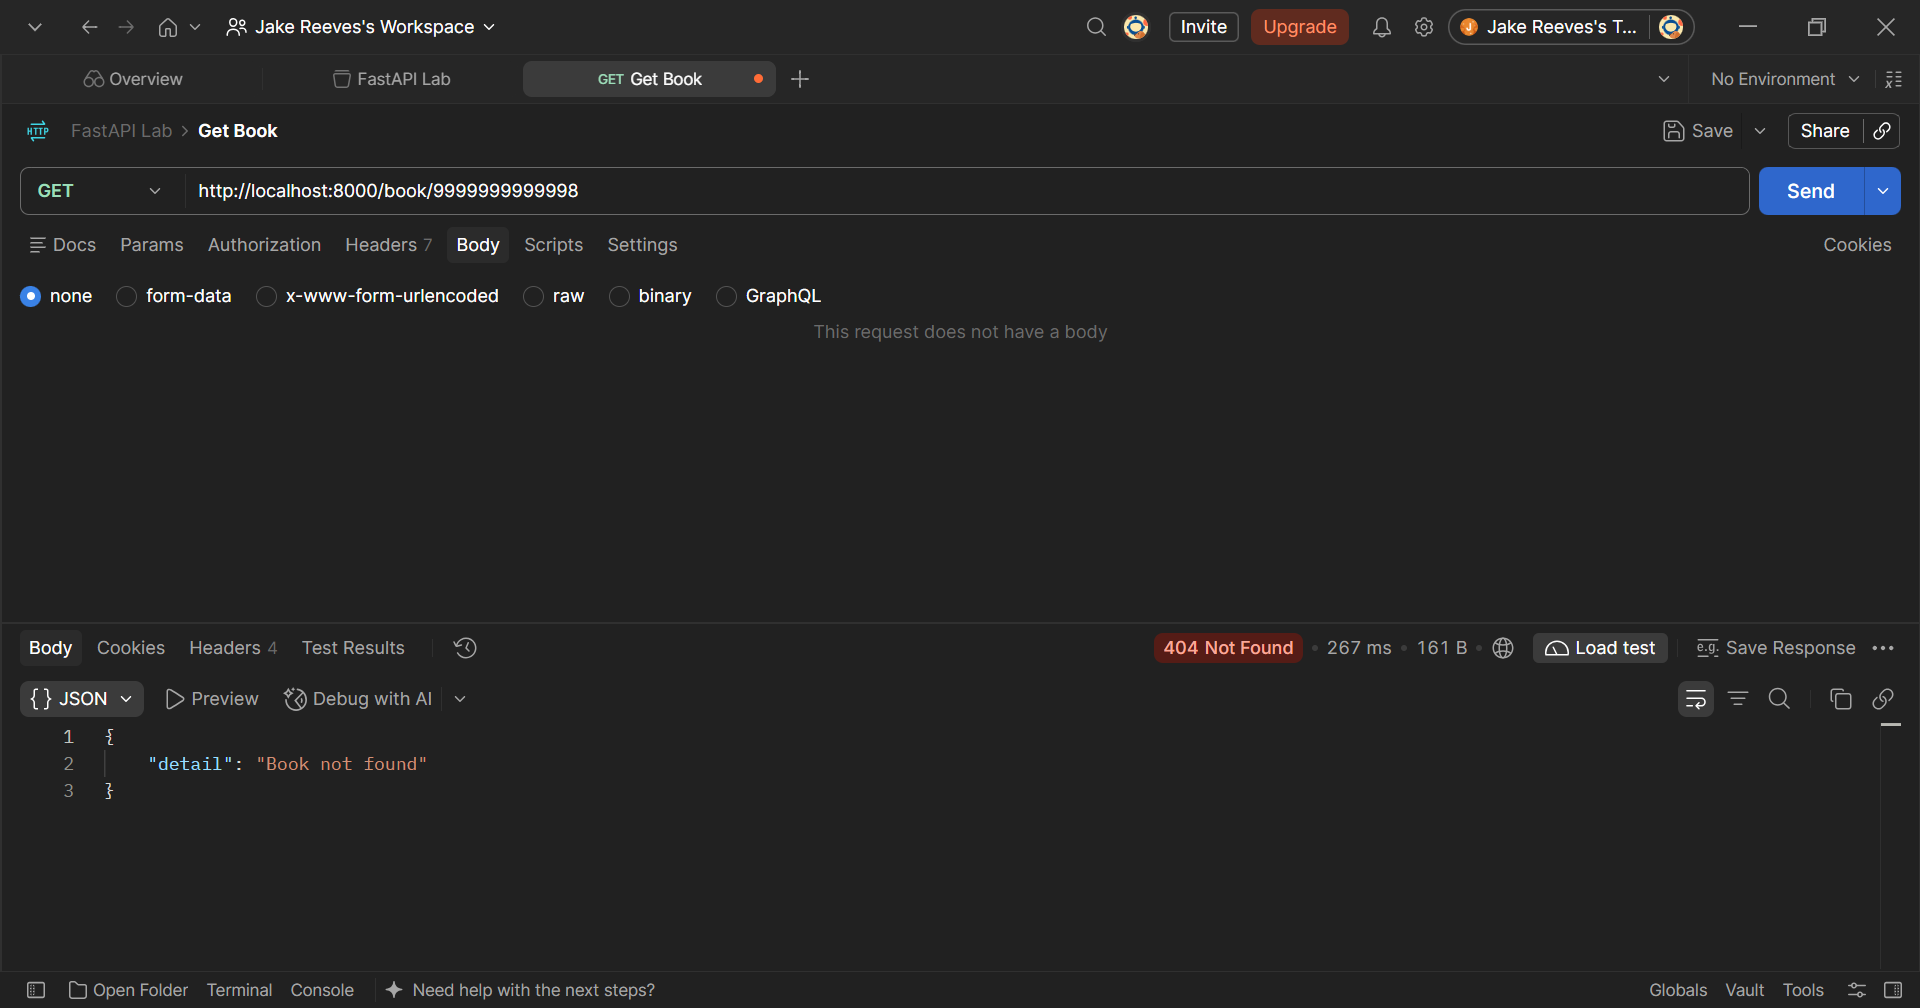 Jake Reeves's Workspace
Invite
Upgrade
J
Jake Reeves's T...
Overview
FastAPI Lab
GET Get Book
No Environment
HTTP
FastAPI Lab > Get Book
Save
Share
GET
http://localhost:8000/book/9999999999998
Send
Docs
Params
Authorization
Headers 7
Body
Scripts
Settings
Cookies
none
form-data
x-www-form-urlencoded
raw
binary
GraphQL
This request does not have a body
Body
Cookies
Headers 4
Test Results
404 Not Found
267 ms
161 B
Load test
e.g. Save Response
{} JSON
Preview
Debug with AI
1 {
2 "detail": "Book not found"
3 }
Open Folder
Terminal
Console
Need help with the next steps?
Globals
Vault
Tools